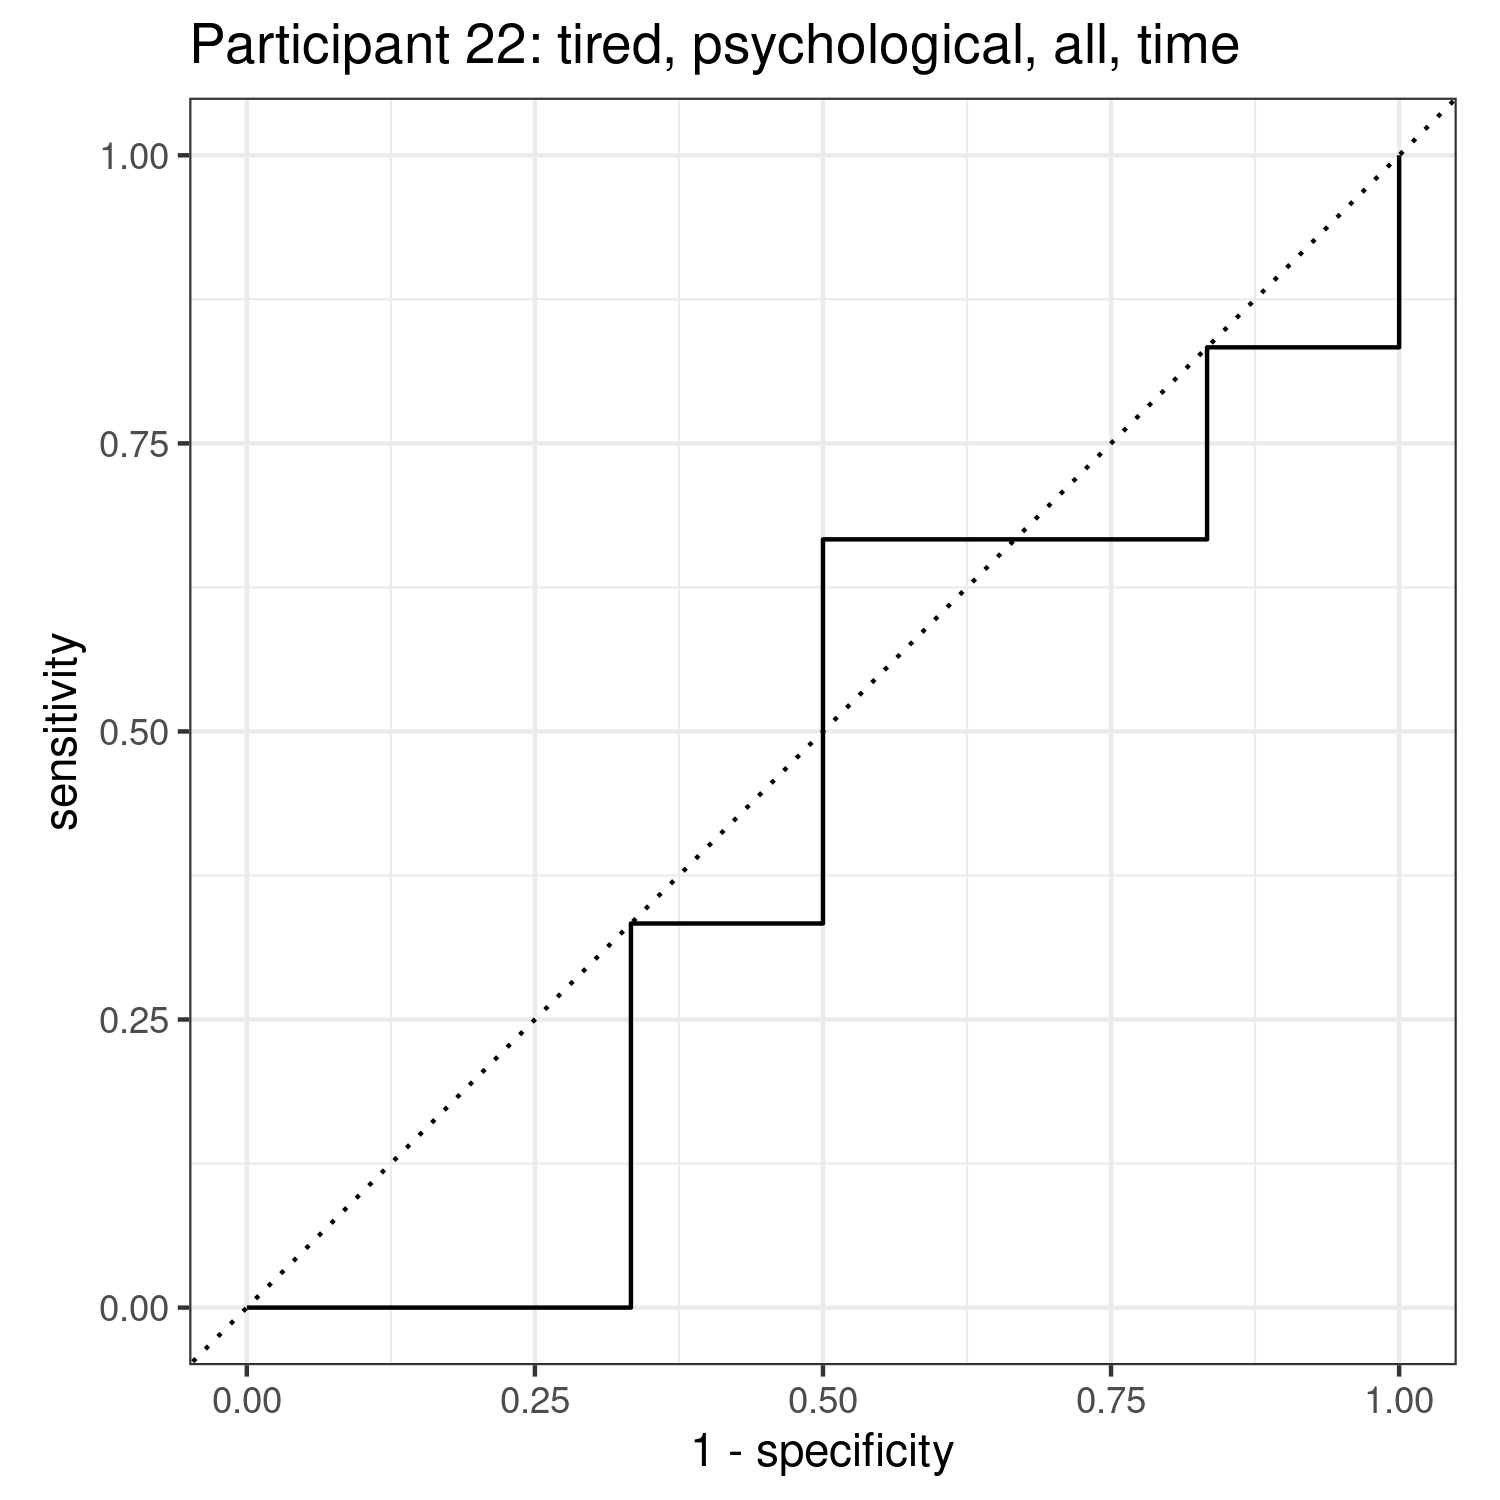 Participant 22: tired, psychological, all, time
1.00
0.75
0.50
0.25
0.00
sensitivity
0.00 0.25 0.50 0.75 1.00
1 - specificity